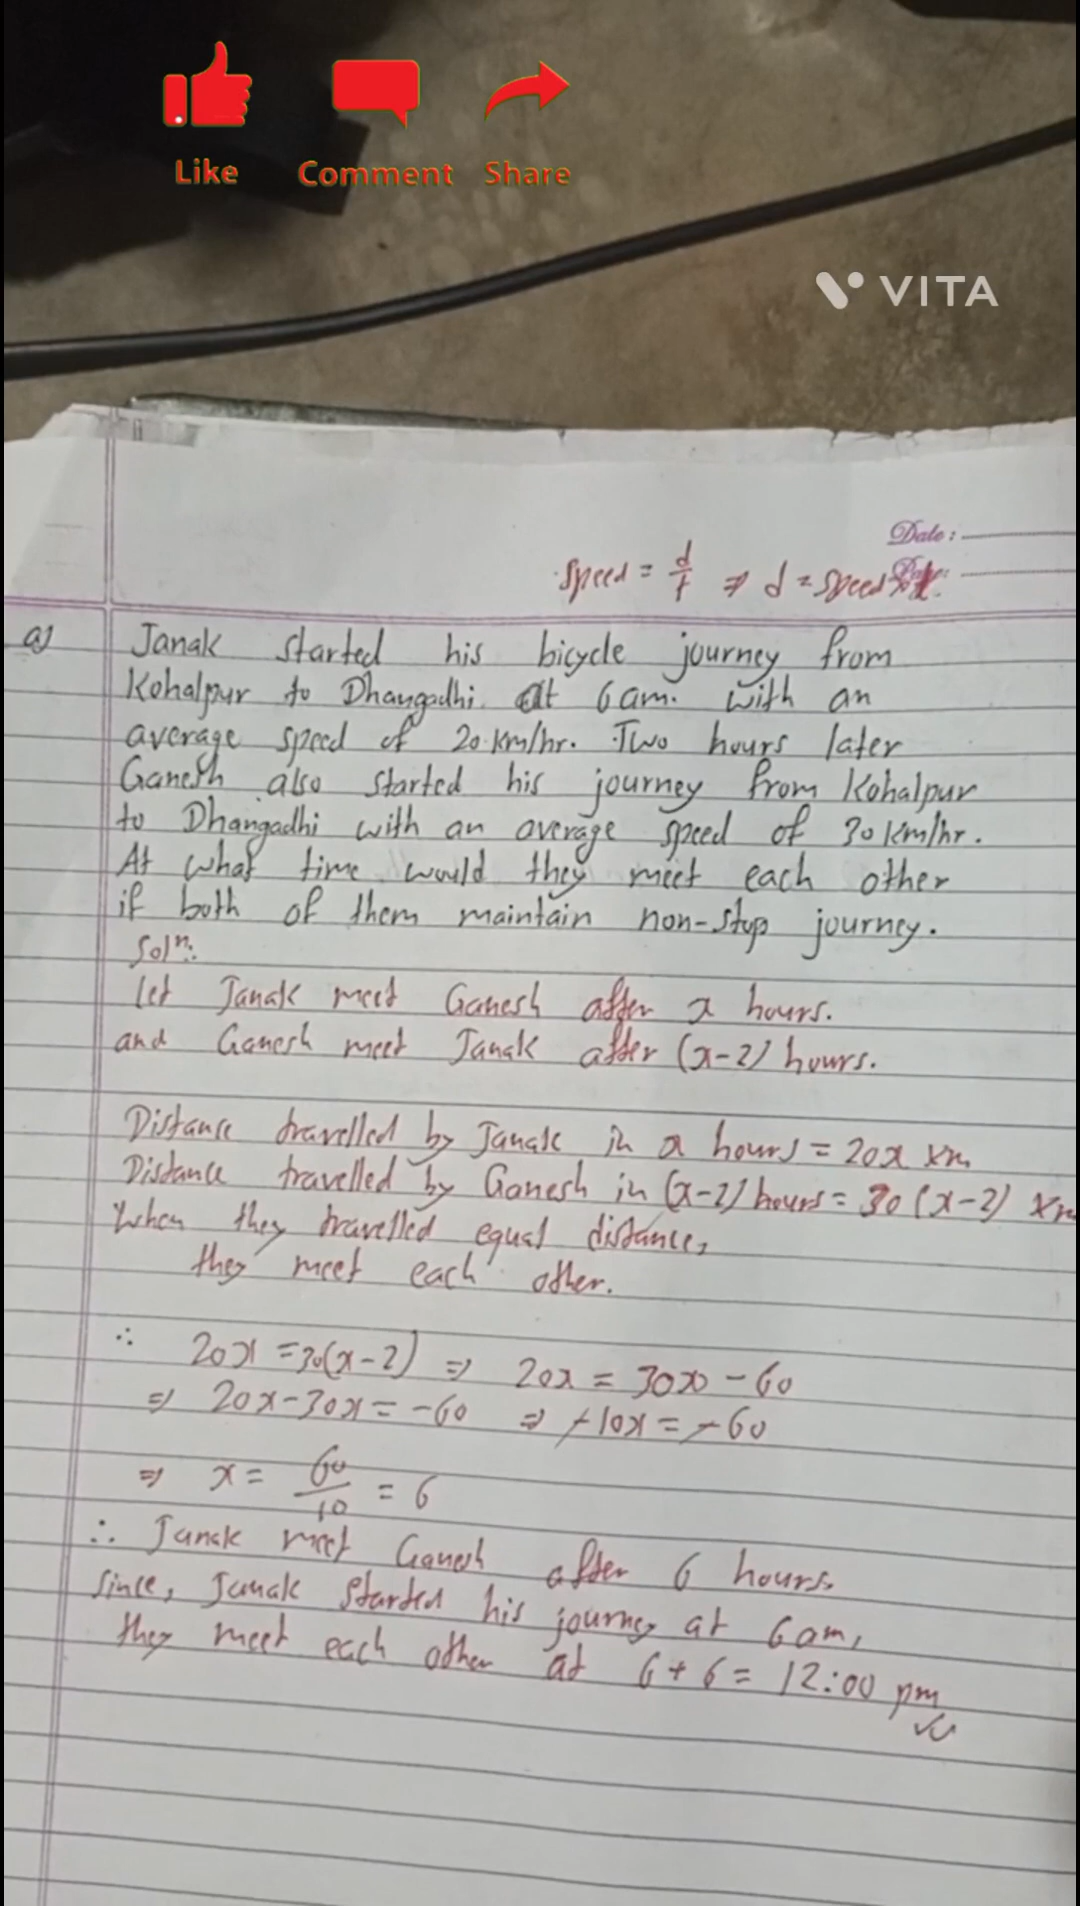 Like Comment Share
VITA
Date:
speed = d/t ⇒ d = speed × t.
a) Janak started his bicycle journey from
Kohalpur to Dhangadhi at 6 am. with an
average speed of 20 km/hr. Two hours later
Ganesh also started his journey from Kohalpur
to Dhangadhi with an average speed of 30 km/hr.
At what time would they meet each other
if both of them maintain non-stop journey.
Solⁿ:
Let Janak meet Ganesh after x hours.
and Ganesh meet Janak after (x-2) hours.
Distance travelled by Janak in x hours = 20x km
Distance travelled by Ganesh in (x-2) hours = 30(x-2) km
When they travelled equal distance,
they meet each other.
∴ 20x = 30(x-2) ⇒ 20x = 30x - 60
⇒ 20x - 30x = -60 ⇒ -10x = -60
⇒ x = 60/10 = 6
∴ Janak meet Ganesh after 6 hours.
Since, Janak started his journey at 6 am,
they meet each other at 6 + 6 = 12:00 pm